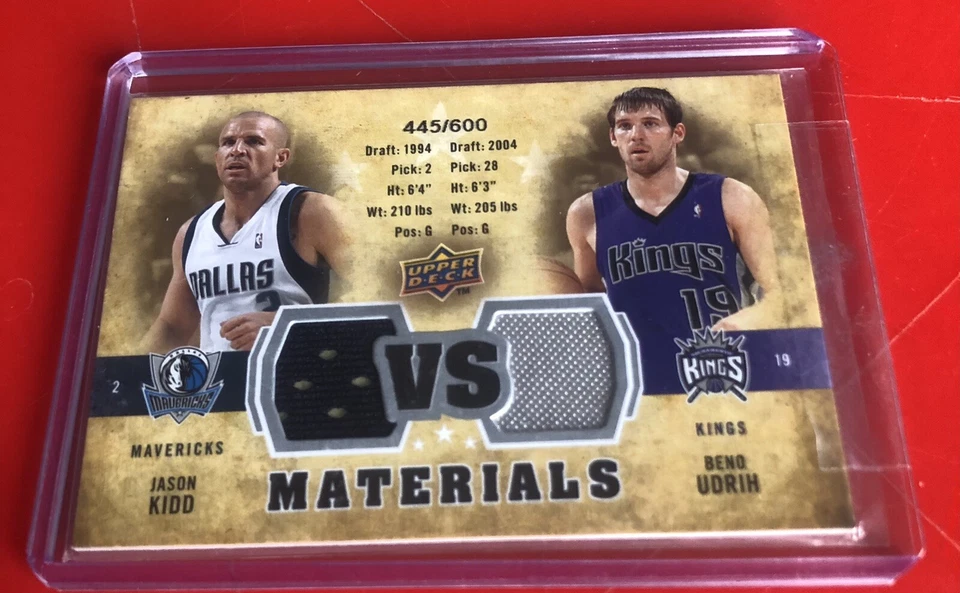 445/600
Draft: 1994 Draft: 2004
Pick: 2 Pick: 28
Ht: 6'4" Ht: 6'3"
Wt: 210 lbs Wt: 205 lbs
Pos: G Pos: G
UPPER
DECK
TM
DALLAS
2
Kings
19
VS
2
MAVERICKS
KINGS
19
MAVERICKS
KINGS
JASON
KIDD
BENO
UDRIH
MATERIALS